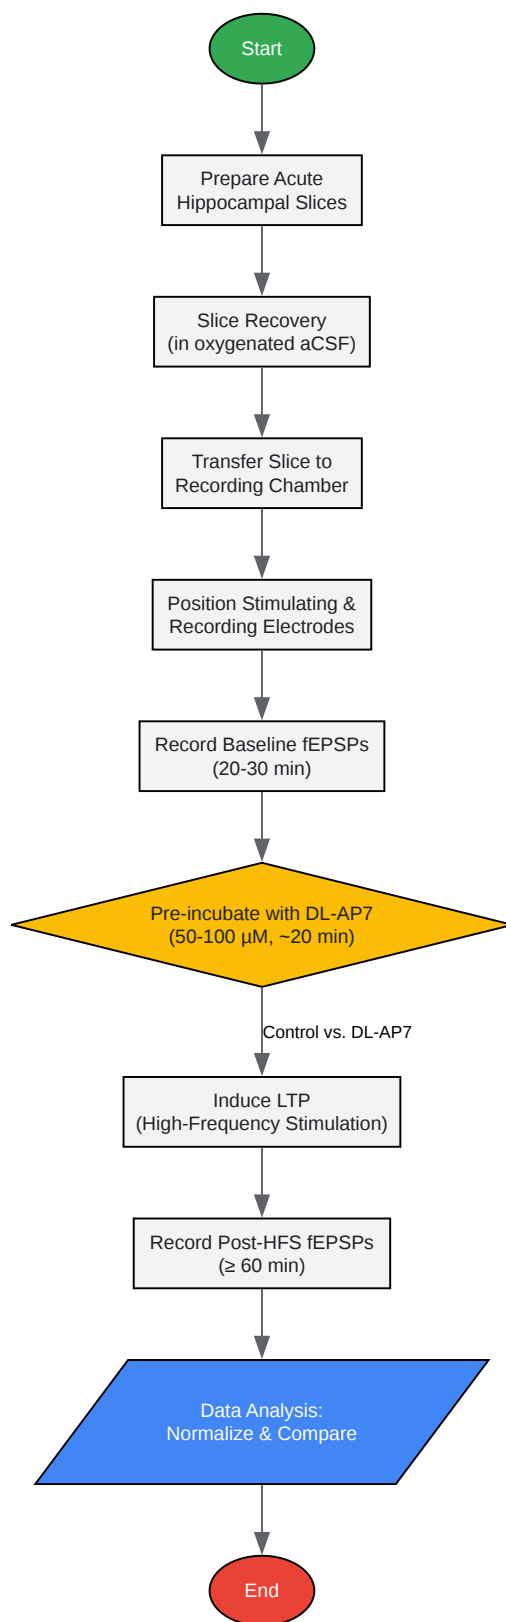 Start
Prepare Acute
Hippocampal Slices
Slice Recovery
(in oxygenated aCSF)
Transfer Slice to
Recording Chamber
Position Stimulating &
Recording Electrodes
Record Baseline fEPSPs
(20-30 min)
Pre-incubate with DL-AP7
(50-100 µM, ~20 min)
Control vs. DL-AP7
Induce LTP
(High-Frequency Stimulation)
Record Post-HFS fEPSPs
(≥ 60 min)
Data Analysis:
Normalize & Compare
End